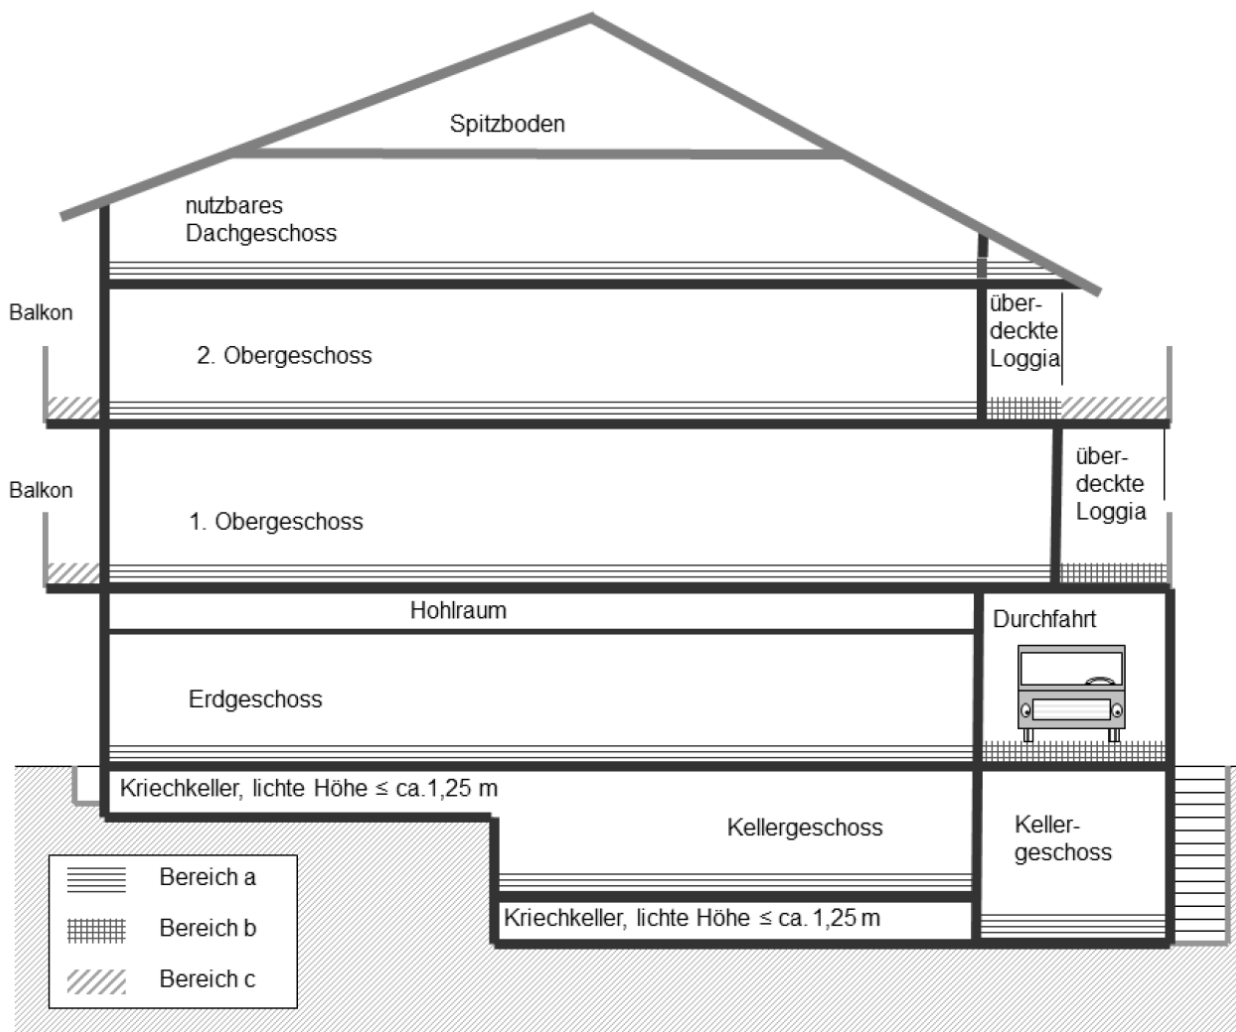 Spitzboden
nutzbares
Dachgeschoss
Balkon
2. Obergeschoss
über-
deckte
Loggia
Balkon
1. Obergeschoss
über-
deckte
Loggia
Hohlraum
Durchfahrt
Erdgeschoss
Kriechkeller, lichte Höhe ≤ ca.1,25 m
Kellergeschoss
Keller-
geschoss
Kriechkeller, lichte Höhe ≤ ca. 1,25 m
Bereich a
Bereich b
Bereich c